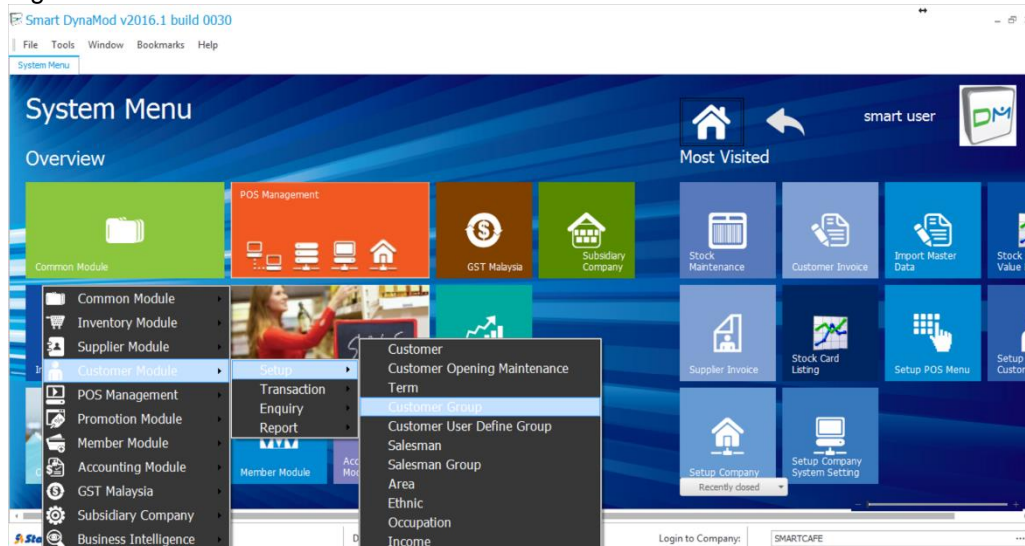 Smart DynaMod v2016.1 build 0030
File Tools Window Bookmarks Help
System Menu
System Menu
smart user
DM
Overview
Most Visited
POS Management
Common Module
GST Malaysia
Subsidiary Company
Stock Maintenance
Customer Invoice
Import Master Data
Stock Value
Common Module
Inventory Module
Supplier Module
Customer Module
POS Management
Promotion Module
Member Module
Accounting Module
GST Malaysia
Subsidiary Company
Business Intelligence
Setup
Transaction
Enquiry
Report
Customer
Customer Opening Maintenance
Term
Customer Group
Customer User Define Group
Salesman
Salesman Group
Area
Ethnic
Occupation
Income
Member Module
Supplier Invoice
Stock Card Listing
Setup POS Menu
Setup
Setup Company
Setup Company System Setting
Recently closed
Login to Company: SMARTCAFE